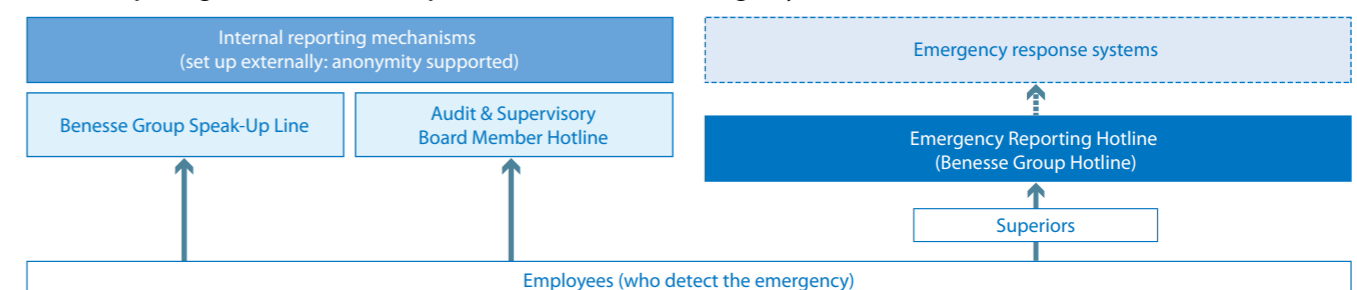 Internal reporting mechanisms
(set up externally: anonymity supported)
Emergency response systems
Benesse Group Speak-Up Line
Audit & Supervisory
Board Member Hotline
Emergency Reporting Hotline
(Benesse Group Hotline)
Superiors
Employees (who detect the emergency)